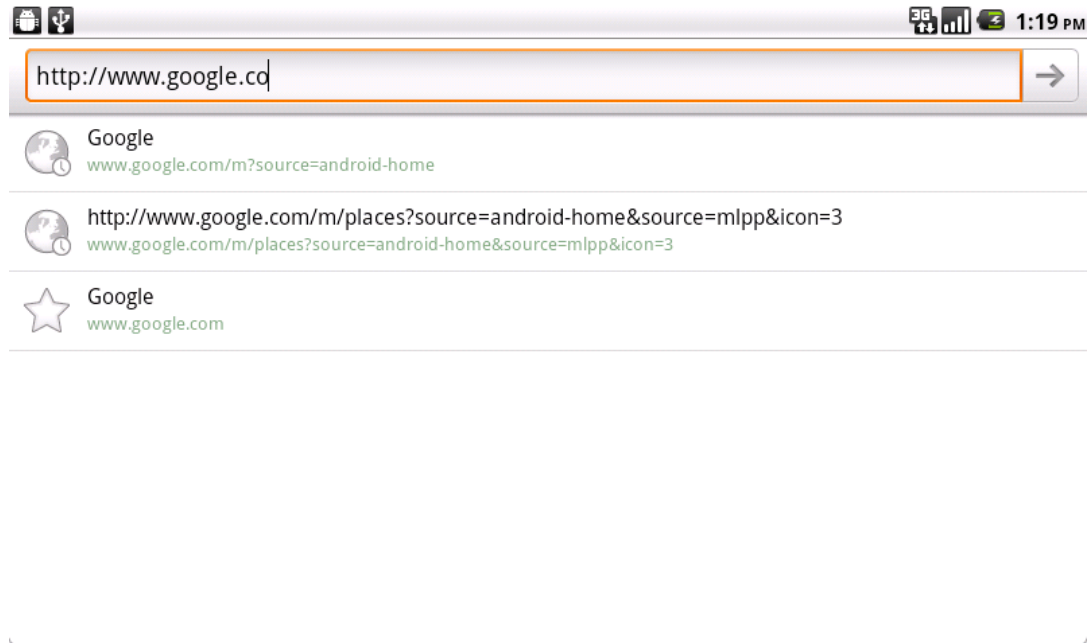 3G 1:19 PM
http://www.google.co
Google
www.google.com/m?source=android-home
http://www.google.com/m/places?source=android-home&source=mlpp&icon=3
www.google.com/m/places?source=android-home&source=mlpp&icon=3
Google
www.google.com